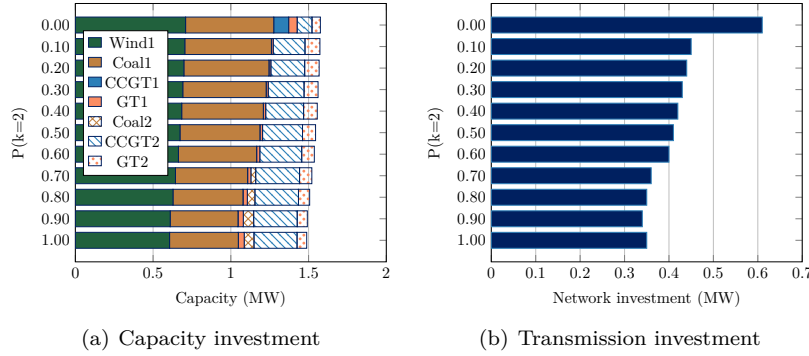 0.00
0.10
0.20
0.30
0.40
0.50
0.60
0.70
0.80
0.90
1.00
P(k=2)
Wind1
Coal1
CCGT1
GT1
Coal2
CCGT2
GT2
0 0.5 1 1.5 2
Capacity (MW)
(a) Capacity investment
0.00
0.10
0.20
0.30
0.40
0.50
0.60
0.70
0.80
0.90
1.00
P(k=2)
0 0.1 0.2 0.3 0.4 0.5 0.6 0.7
Network investment (MW)
(b) Transmission investment